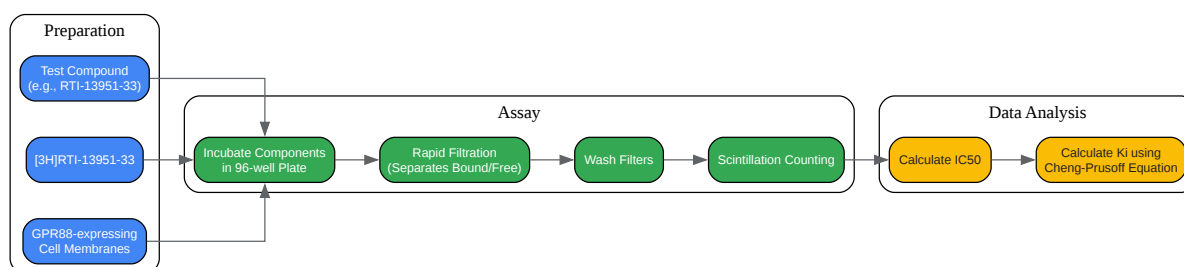 Preparation
Test Compound
(e.g., RTI-13951-33)
[3H]RTI-13951-33
GPR88-expressing
Cell Membranes
Assay
Incubate Components
in 96-well Plate
Rapid Filtration
(Separates Bound/Free)
Wash Filters
Scintillation Counting
Data Analysis
Calculate IC50
Calculate Ki using
Cheng-Prusoff Equation